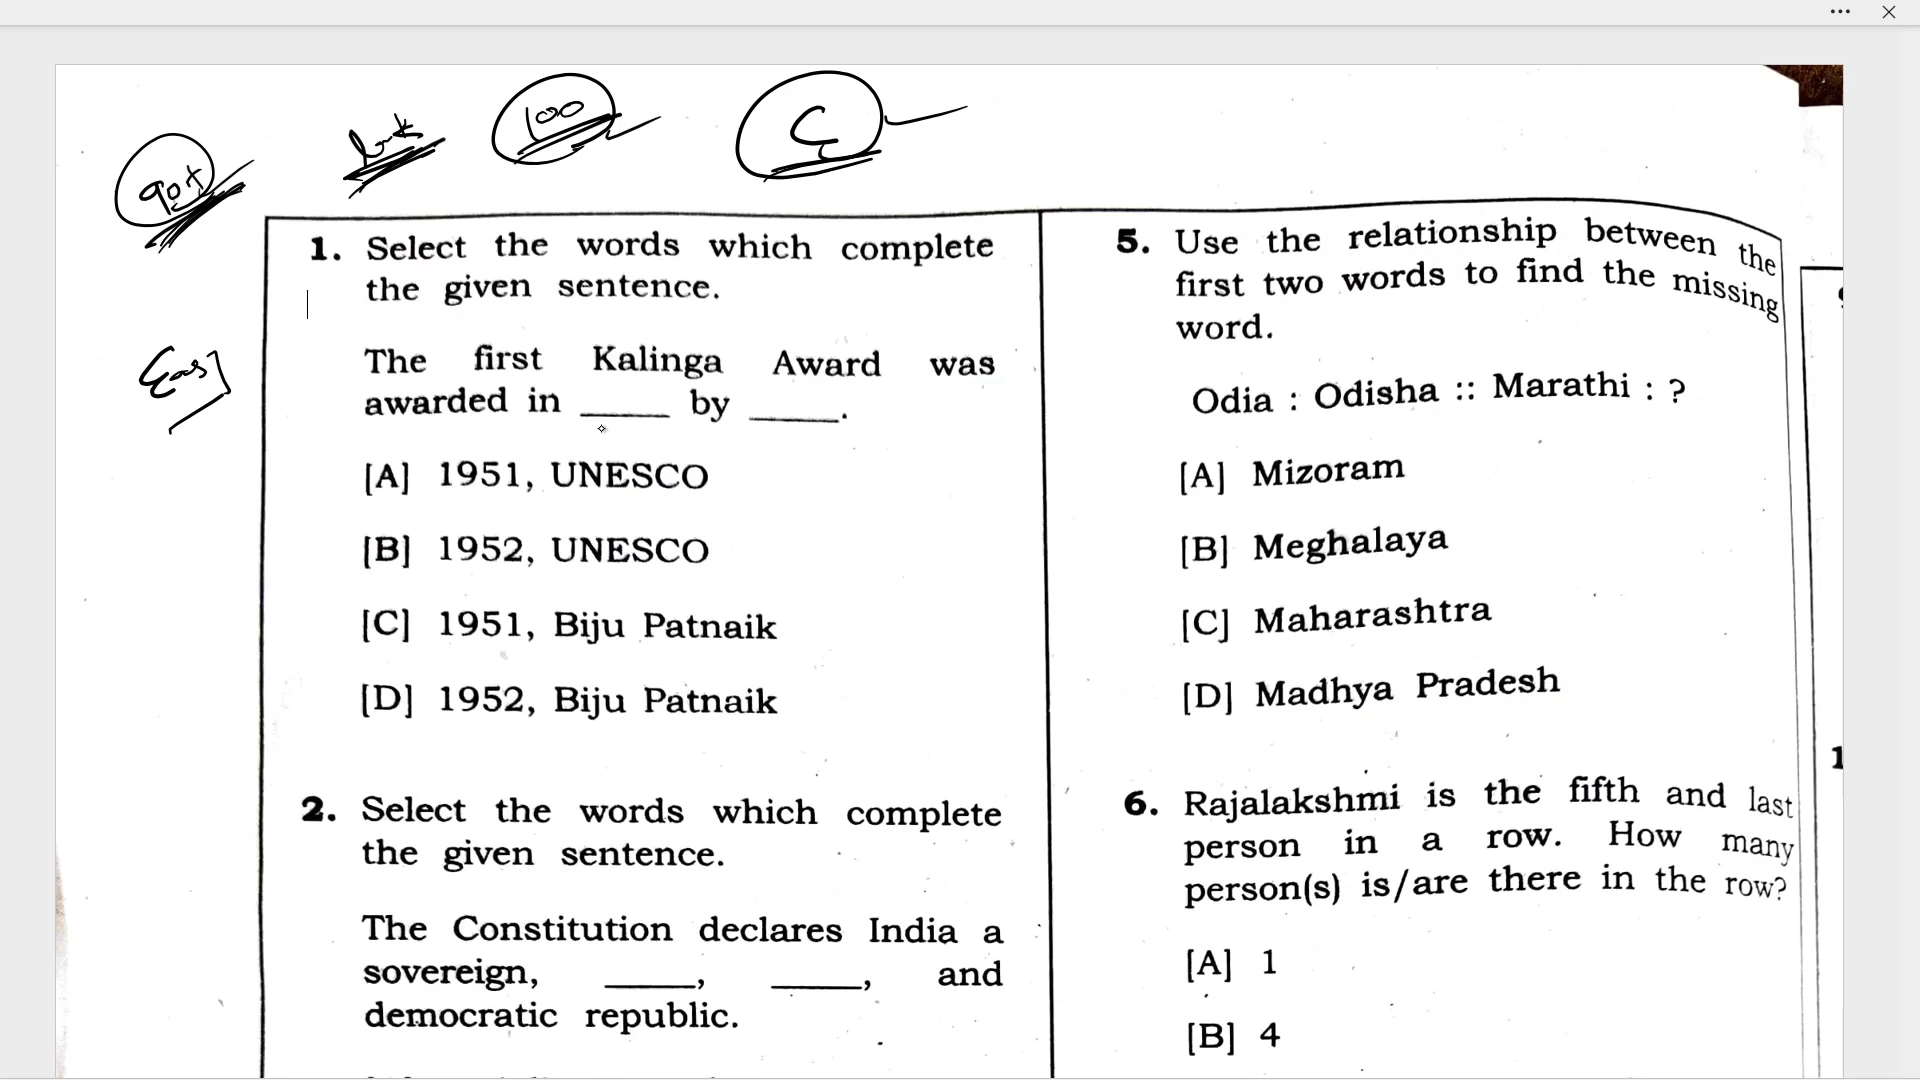 90+
100
C
1. Select the words which complete
the given sentence.
The first Kalinga Award was
awarded in _____ by _____.
[A] 1951, UNESCO
[B] 1952, UNESCO
[C] 1951, Biju Patnaik
[D] 1952, Biju Patnaik
2. Select the words which complete
the given sentence.
The Constitution declares India a
sovereign, _____, _____, and
democratic republic.
Easy
5. Use the relationship between the
first two words to find the missing
word.
Odia : Odisha :: Marathi : ?
[A] Mizoram
[B] Meghalaya
[C] Maharashtra
[D] Madhya Pradesh
6. Rajalakshmi is the fifth and last
person in a row. How many
person(s) is/are there in the row?
[A] 1
[B] 4
1